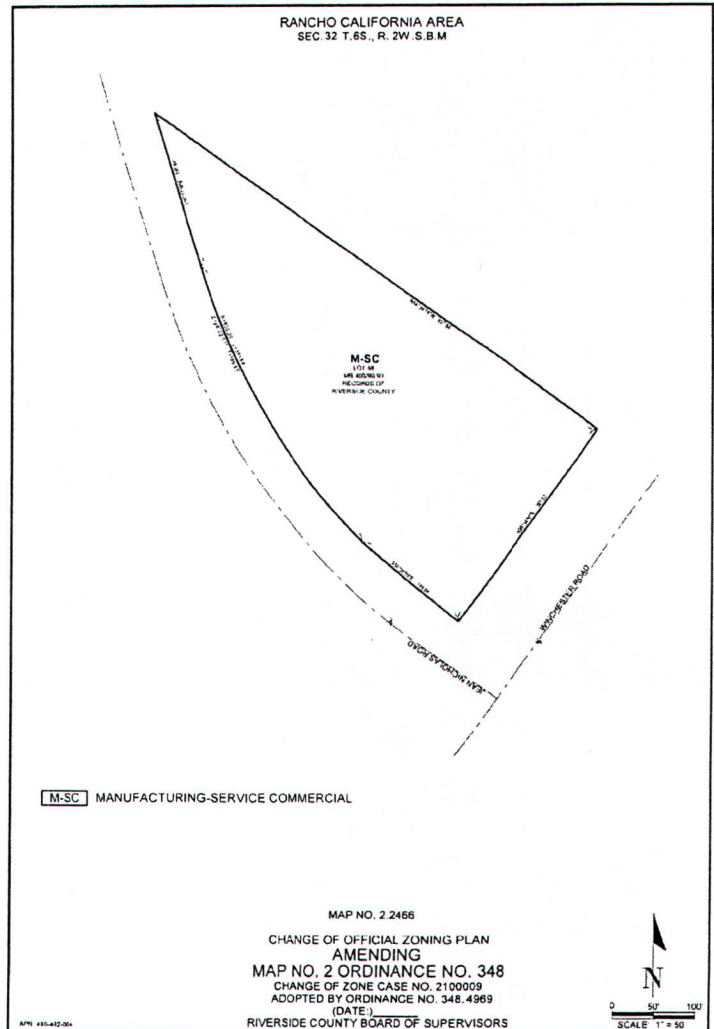 RANCHO CALIFORNIA AREA
SEC. 32 T.6S., R. 2W. S.B.M
M-SC
LOT M
RECORDS OF
RIVERSIDE COUNTY
WINCHESTER ROAD
JEAN NICHOLAS ROAD
M-SC MANUFACTURING-SERVICE COMMERCIAL
MAP NO. 2.2466
CHANGE OF OFFICIAL ZONING PLAN
AMENDING
MAP NO. 2 ORDINANCE NO. 348
CHANGE OF ZONE CASE NO. 2100009
ADOPTED BY ORDINANCE NO. 348.4969
(DATE:)
RIVERSIDE COUNTY BOARD OF SUPERVISORS
N
0 50' 100'
SCALE 1" = 50